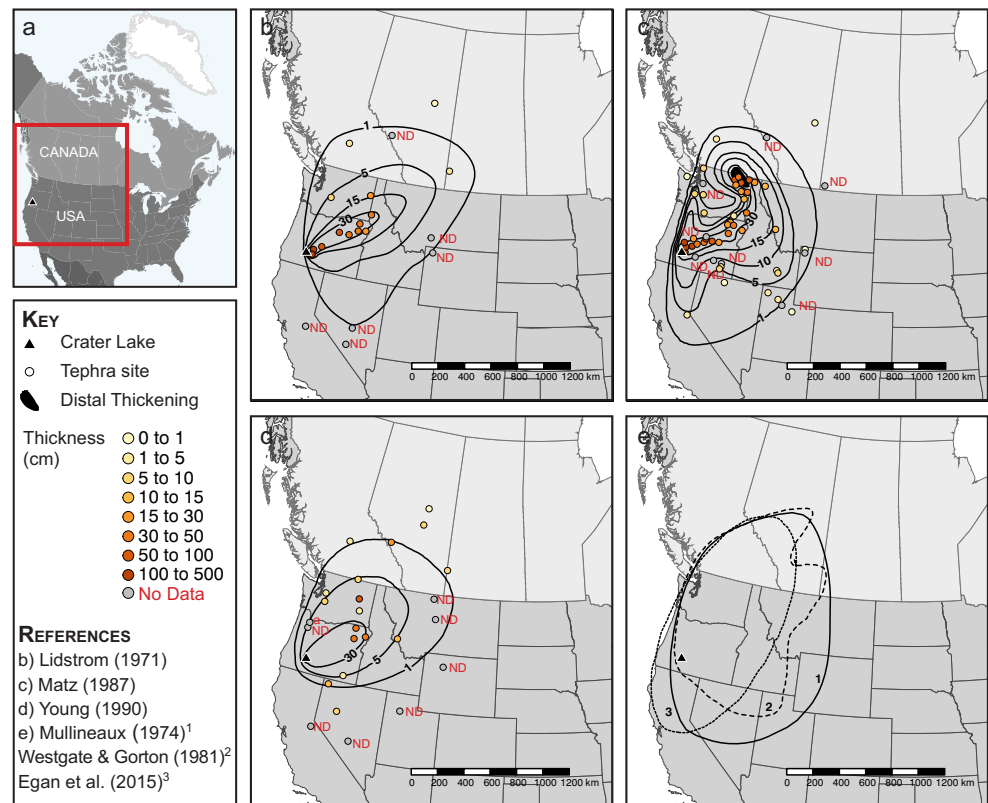 a
CANADA
USA
KEY
Crater Lake
Tephra site
Distal Thickening
Thickness
(cm)
0 to 1
1 to 5
5 to 10
10 to 15
15 to 30
30 to 50
50 to 100
100 to 500
No Data
REFERENCES
b) Lidstrom (1971)
c) Matz (1987)
d) Young (1990)
e) Mullineaux (1974)¹
Westgate & Gorton (1981)²
Egan et al. (2015)³
b
1
ND
5
15
30
ND
ND
ND
ND
ND
0 200 400 600 800 1000 1200 km
c
ND
ND
ND
ND
30
15
ND
ND
ND
ND
10
5
ND
1
0 200 400 600 800 1000 1200 km
d
a
ND
ND
ND
30
5
1
ND
ND
ND
ND
0 200 400 600 800 1000 1200 km
e
1
2
3
0 200 400 600 800 1000 1200 km